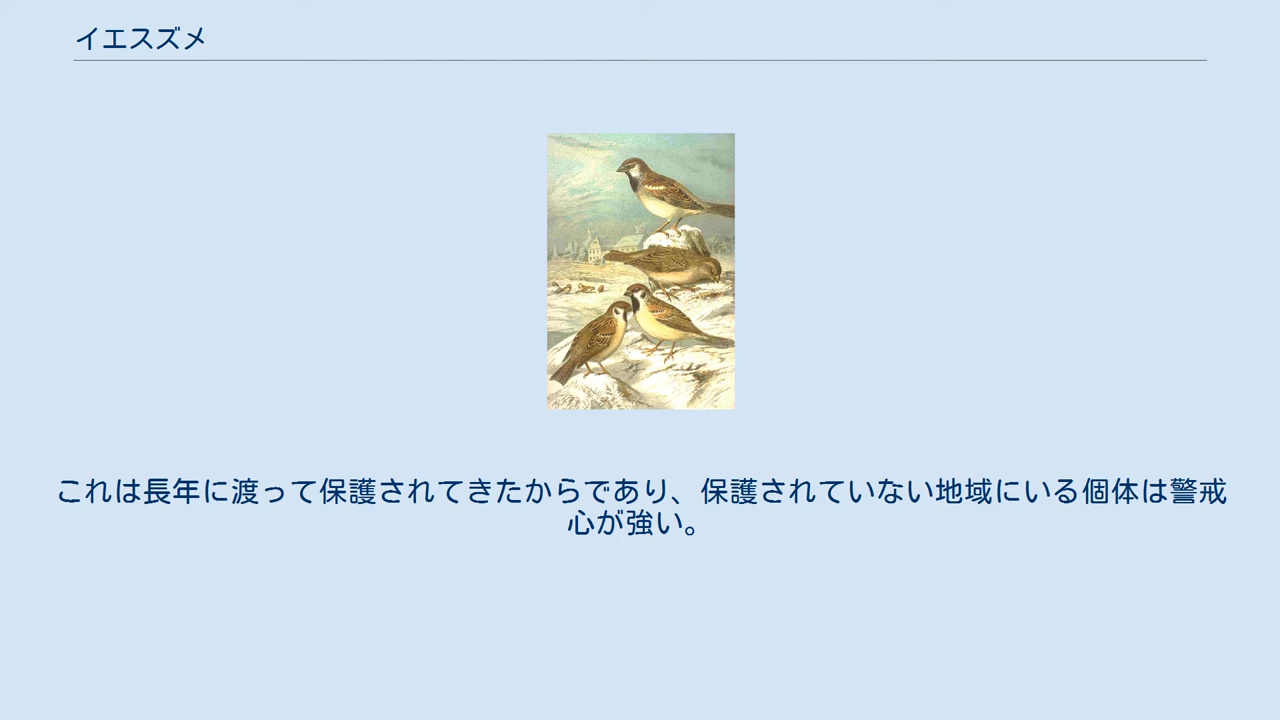 イエスズメ
これは長年に渡って保護されてきたからであり、保護されていない地域にいる個体は警戒
心が強い。